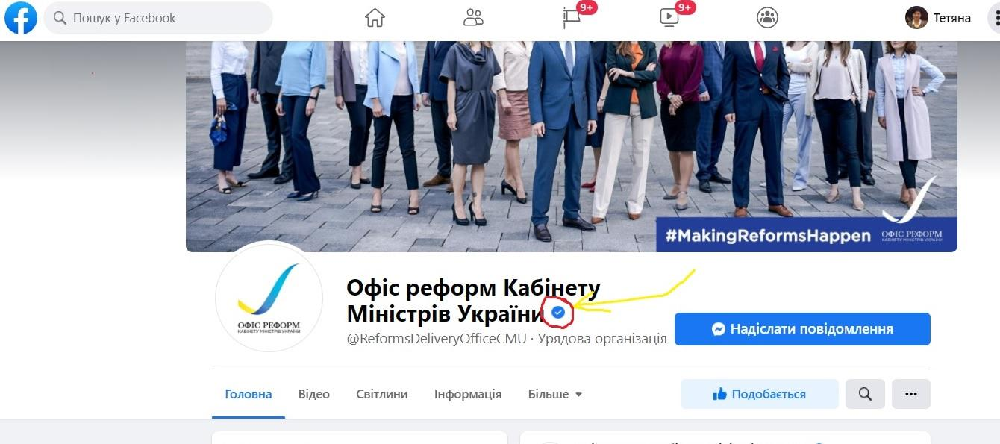 Пошук у Facebook
9+
9+
Тетяна
#MakingReformsHappen
ОФІС РЕФОРМ
КАБІНЕТУ МІНІСТРІВ УКРАЇНИ
ОФІС РЕФОРМ
КАБІНЕТУ МІНІСТРІВ УКРАЇНИ
Офіс реформ Кабінету
Міністрів України
@ReformsDeliveryOfficeCMU · Урядова організація
Надіслати повідомлення
Головна
Відео
Світлини
Інформація
Більше
Подобається